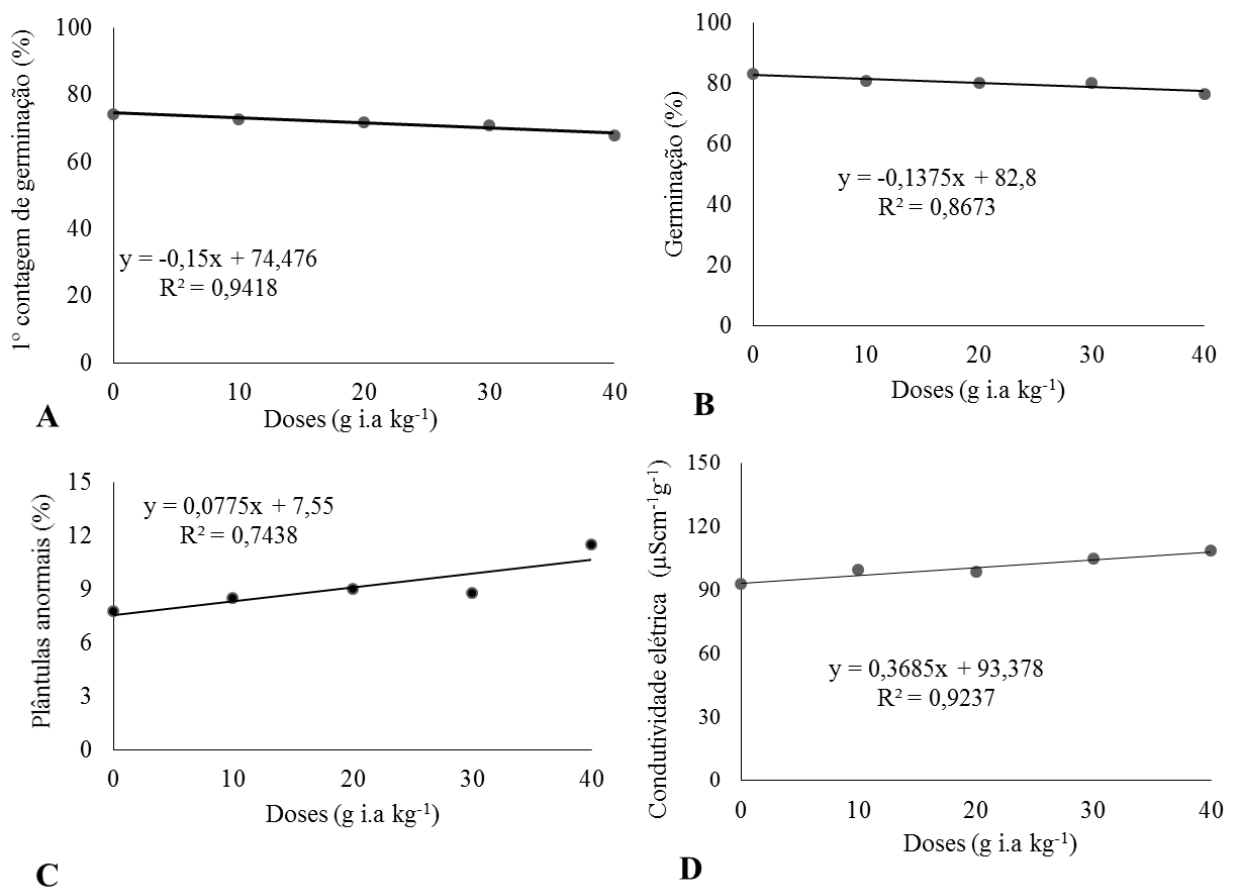 1º contagem de germinação (%)
100
80
60
40
20
0
y = -0,15x + 74,476
R² = 0,9418
0 10 20 30 40
Doses (g i.a kg⁻¹)
A
Germinação (%)
100
80
60
40
20
0
y = -0,1375x + 82,8
R² = 0,8673
0 10 20 30 40
Doses (g i.a kg⁻¹)
B
Plântulas anormais (%)
15
12
9
6
3
0
y = 0,0775x + 7,55
R² = 0,7438
0 10 20 30 40
Doses (g i.a kg⁻¹)
C
Condutividade elétrica (µScm⁻¹g⁻¹)
150
120
90
60
30
0
y = 0,3685x + 93,378
R² = 0,9237
0 10 20 30 40
Doses (g i.a kg⁻¹)
D